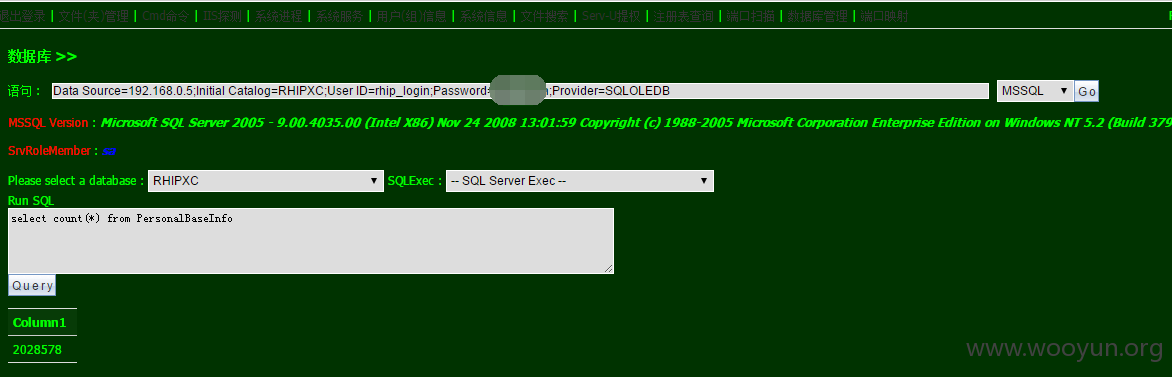 退出登录 | 文件(夹)管理 | Cmd命令 | IIS探测 | 系统进程 | 系统服务 | 用户(组)信息 | 系统信息 | 文件搜索 | Serv-U提权 | 注册表查询 | 端口扫描 | 数据库管理 | 端口映射
数据库 >>
语句： Data Source=192.168.0.5;Initial Catalog=RHIPXC;User ID=rhip_login;Password= ;Provider=SQLOLEDB MSSQL Go
MSSQL Version : Microsoft SQL Server 2005 - 9.00.4035.00 (Intel X86) Nov 24 2008 13:01:59 Copyright (c) 1988-2005 Microsoft Corporation Enterprise Edition on Windows NT 5.2 (Build 379
SrvRoleMember : sa
Please select a database : RHIPXC SQLExec : -- SQL Server Exec --
Run SQL
select count(*) from PersonalBaseInfo
Query
Column1
2028578
www.wooyun.org